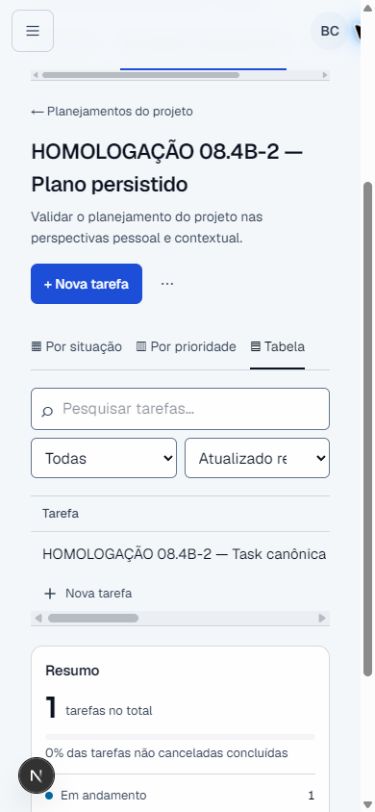 BC
← Planejamentos do projeto
HOMOLOGAÇÃO 08.4B-2 —
Plano persistido
Validar o planejamento do projeto nas
perspectivas pessoal e contextual.
+ Nova tarefa ...
Por situação Por prioridade Tabela
Pesquisar tarefas...
Todas Atualizado re
Tarefa
HOMOLOGAÇÃO 08.4B-2 — Task canônica
+ Nova tarefa
Resumo
1 tarefas no total
0% das tarefas não canceladas concluídas
N
Em andamento 1